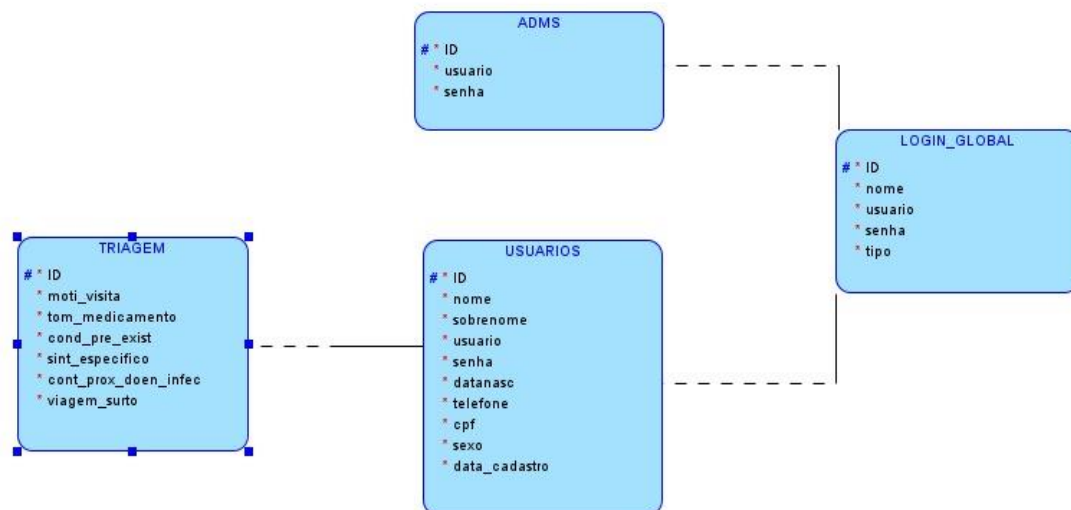 ADMS
# * ID
* usuario
* senha
LOGIN_GLOBAL
# * ID
* nome
* usuario
* senha
* tipo
TRIAGEM
# * ID
* moti_visita
* tom_medicamento
* cond_pre_exist
* sint_especifico
* cont_prox_doen_infec
* viagem_surto
USUARIOS
# * ID
* nome
* sobrenome
* usuario
* senha
* datanasc
* telefone
* cpf
* sexo
* data_cadastro